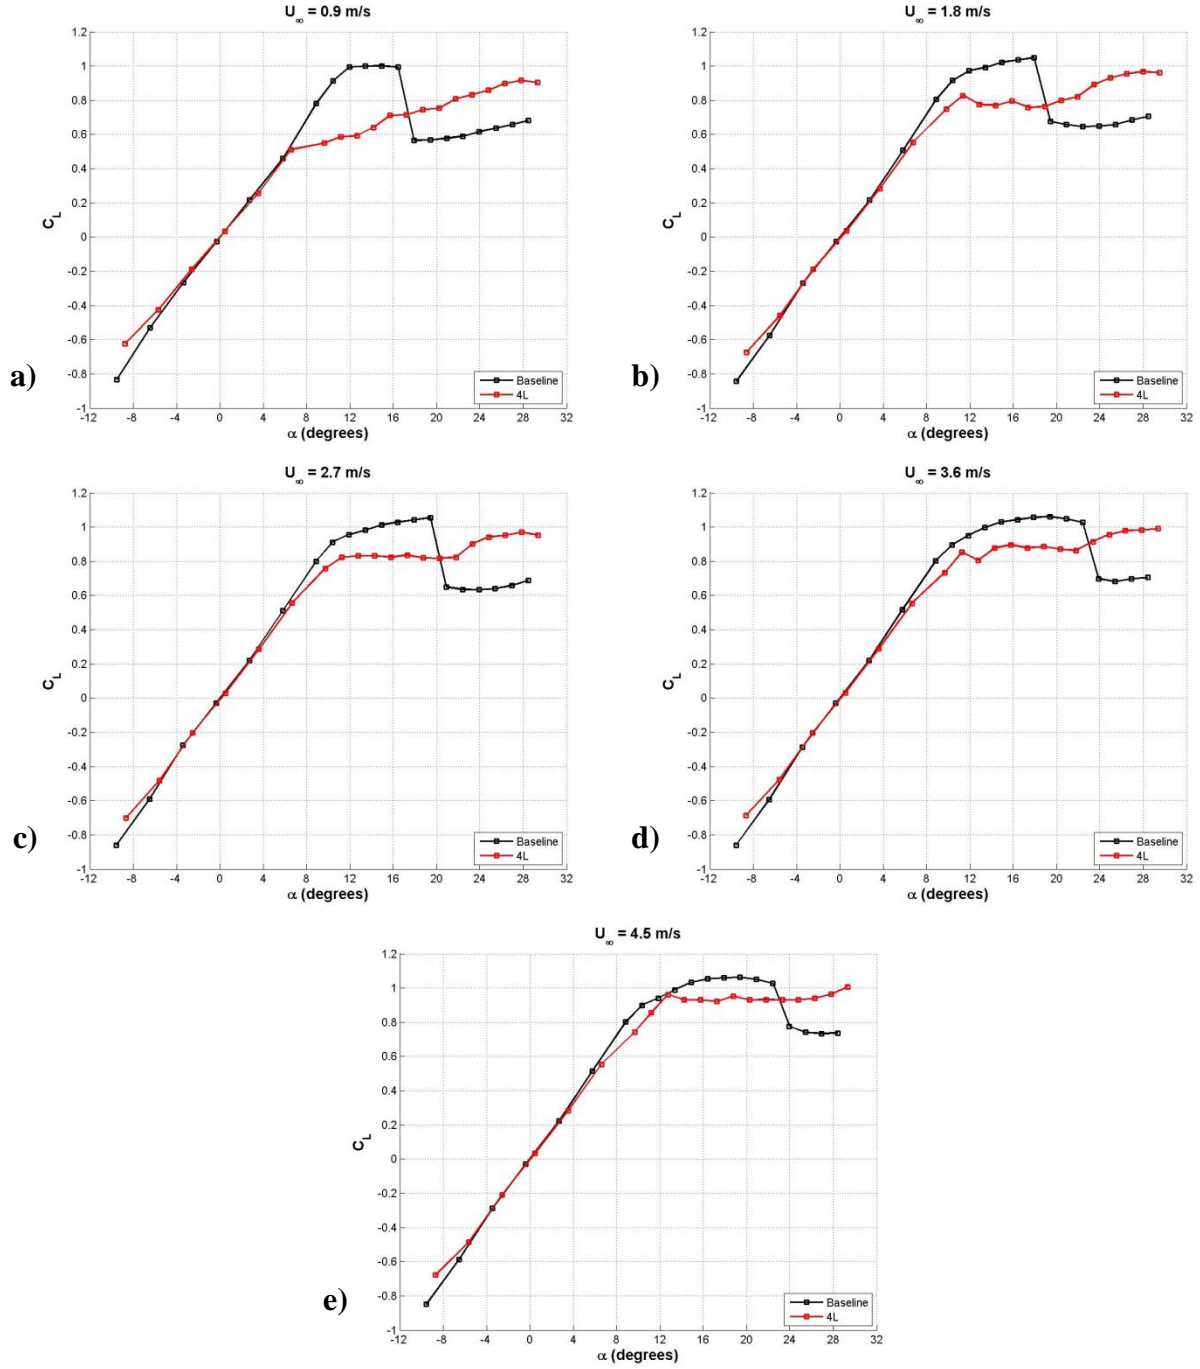 U∞ = 0.9 m/s
1.2
1
0.8
0.6
0.4
0.2
0
-0.2
-0.4
-0.6
-0.8
-1
C_L
a)
Baseline
4L
-12 -8 -4 0 4 8 12 16 20 24 28 32
α (degrees)
U∞ = 1.8 m/s
1.2
1
0.8
0.6
0.4
0.2
0
-0.2
-0.4
-0.6
-0.8
-1
C_L
b)
Baseline
4L
-12 -8 -4 0 4 8 12 16 20 24 28 32
α (degrees)
U∞ = 2.7 m/s
1.2
1
0.8
0.6
0.4
0.2
0
-0.2
-0.4
-0.6
-0.8
-1
C_L
c)
Baseline
4L
-12 -8 -4 0 4 8 12 16 20 24 28 32
α (degrees)
U∞ = 3.6 m/s
1.2
1
0.8
0.6
0.4
0.2
0
-0.2
-0.4
-0.6
-0.8
-1
C_L
d)
Baseline
4L
-12 -8 -4 0 4 8 12 16 20 24 28 32
α (degrees)
U∞ = 4.5 m/s
1.2
1
0.8
0.6
0.4
0.2
0
-0.2
-0.4
-0.6
-0.8
-1
C_L
e)
Baseline
4L
-12 -8 -4 0 4 8 12 16 20 24 28 32
α (degrees)